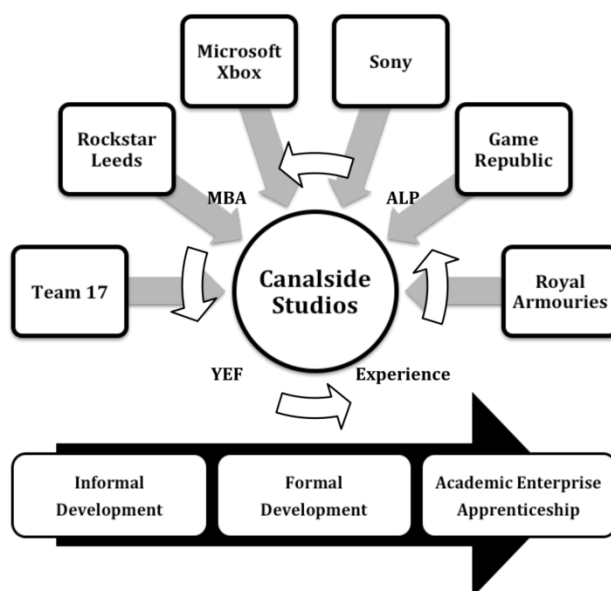 Microsoft
Xbox
Sony
Rockstar
Leeds
Game
Republic
MBA
ALP
Team 17
Canalside
Studios
Royal
Armouries
YEF
Experience
Informal
Development
Formal
Development
Academic Enterprise
Apprenticeship